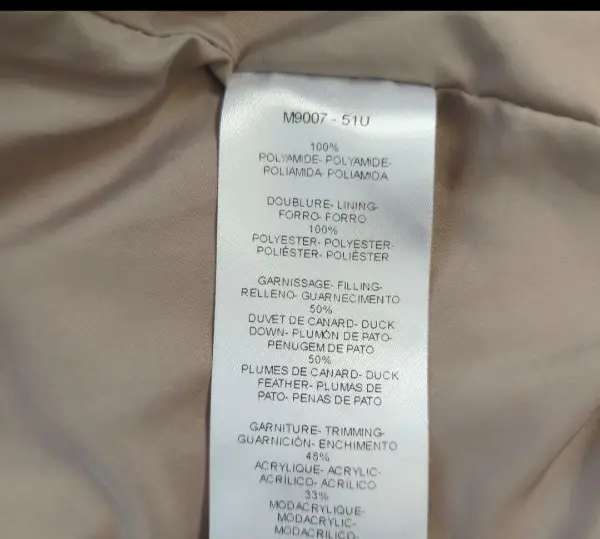 M9007 - 51U
100%
POLYAMIDE- POLYAMIDE-
POLIAMIDA- POLIAMIDA
DOUBLURE- LINING-
FORRO- FORRO
100%
POLYESTER- POLYESTER-
POLIÉSTER- POLIÉSTER
GARNISSAGE- FILLING-
RELLENO- GUARNECIMENTO
50%
DUVET DE CANARD- DUCK
DOWN- PLUMÓN DE PATO-
PENUGEM DE PATO
50%
PLUMES DE CANARD- DUCK
FEATHER- PLUMAS DE
PATO- PENAS DE PATO
GARNITURE- TRIMMING-
GUARNICIÓN- ENCHIMENTO
48%
ACRYLIQUE- ACRYLIC-
ACRÍLICO- ACRÍLICO
33%
MODACRYLIQUE-
MODACRYLIC-
MODACRILICO-